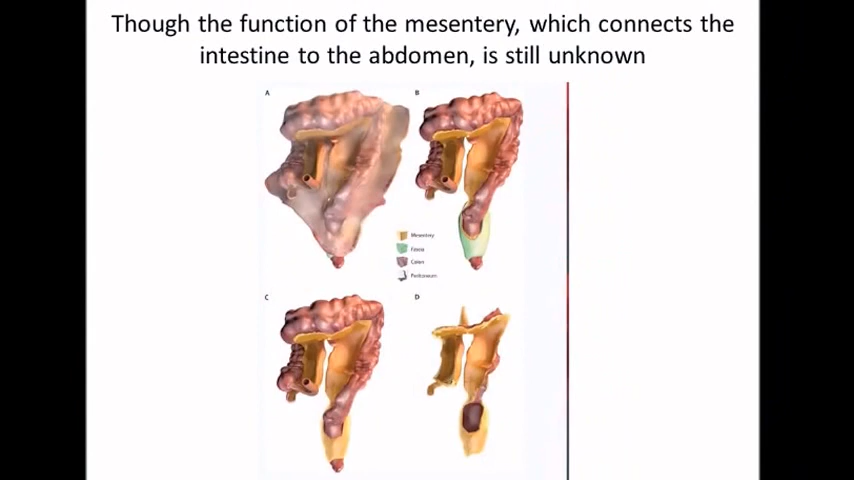 Though the function of the mesentery, which connects the
intestine to the abdomen, is still unknown
A
B
Mesentery
Fascia
Colon
Peritoneum
C
D